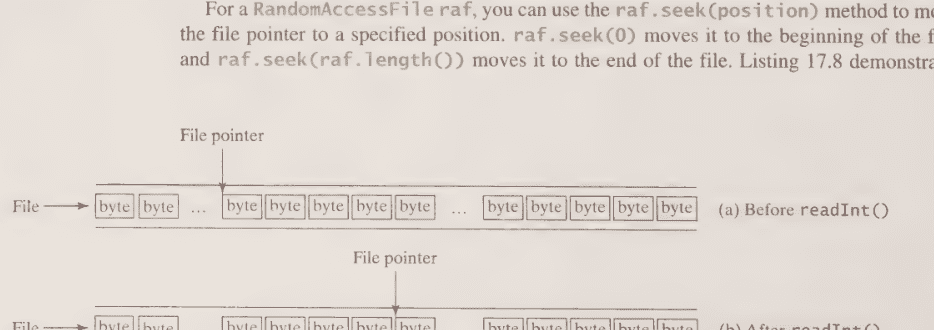 For a RandomAccessFile raf, you can use the raf.seek(position) method to
the file pointer to a specified position. raf.seek(0) moves it to the beginning of the
and raf.seek(raf.length()) moves it to the end of the file. Listing 17.8
File pointer
File byte byte ... byte byte byte byte byte ... byte byte byte byte byte (a) Before readInt()
File pointer
File byte byte byte byte byte byte byte byte byte byte byte byte (b) After readInt()